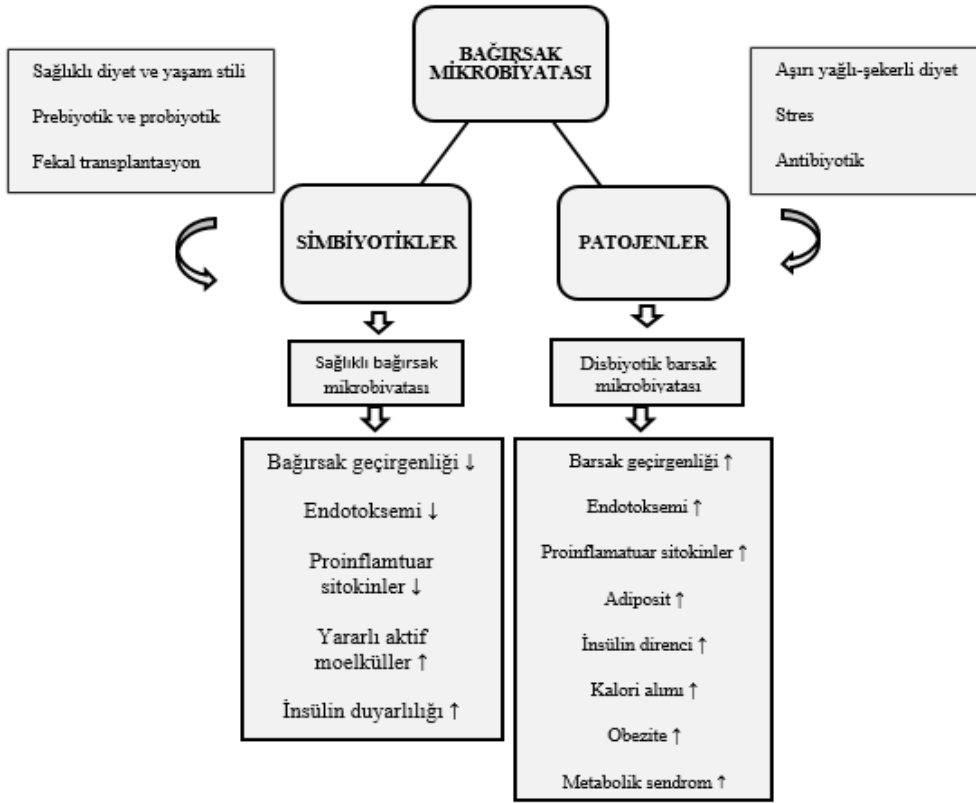 BAĞIRSAK
MİKROBİYATASI
Sağlıklı diyet ve yaşam stili
Prebiyotik ve probiyotik
Fekal transplantasyon
Aşırı yağlı-şekerli diyet
Stres
Antibiyotik
SİMBİYOTİKLER
PATOJENLER
Sağlıklı bağırsak
mikrobiyatası
Disbiyotik barsak
mikrobiyatası
Bağırsak geçirgenliği ↓
Endotoksemi ↓
Proinflamtuar
sitokinler ↓
Yararlı aktif
moelküller ↑
İnsülin duyarlılığı ↑
Barsak geçirgenliği ↑
Endotoksemi ↑
Proinflamatuar sitokinler ↑
Adiposit ↑
İnsülin direnci ↑
Kalori alımı ↑
Obezite ↑
Metabolik sendrom ↑